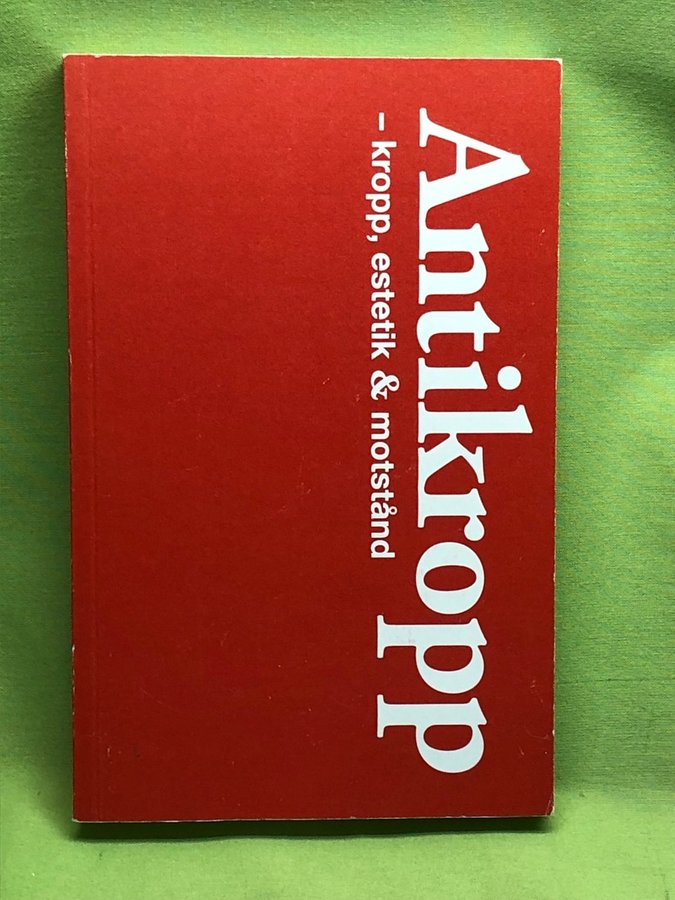 Antikropp
– kropp, estetik & motstånd